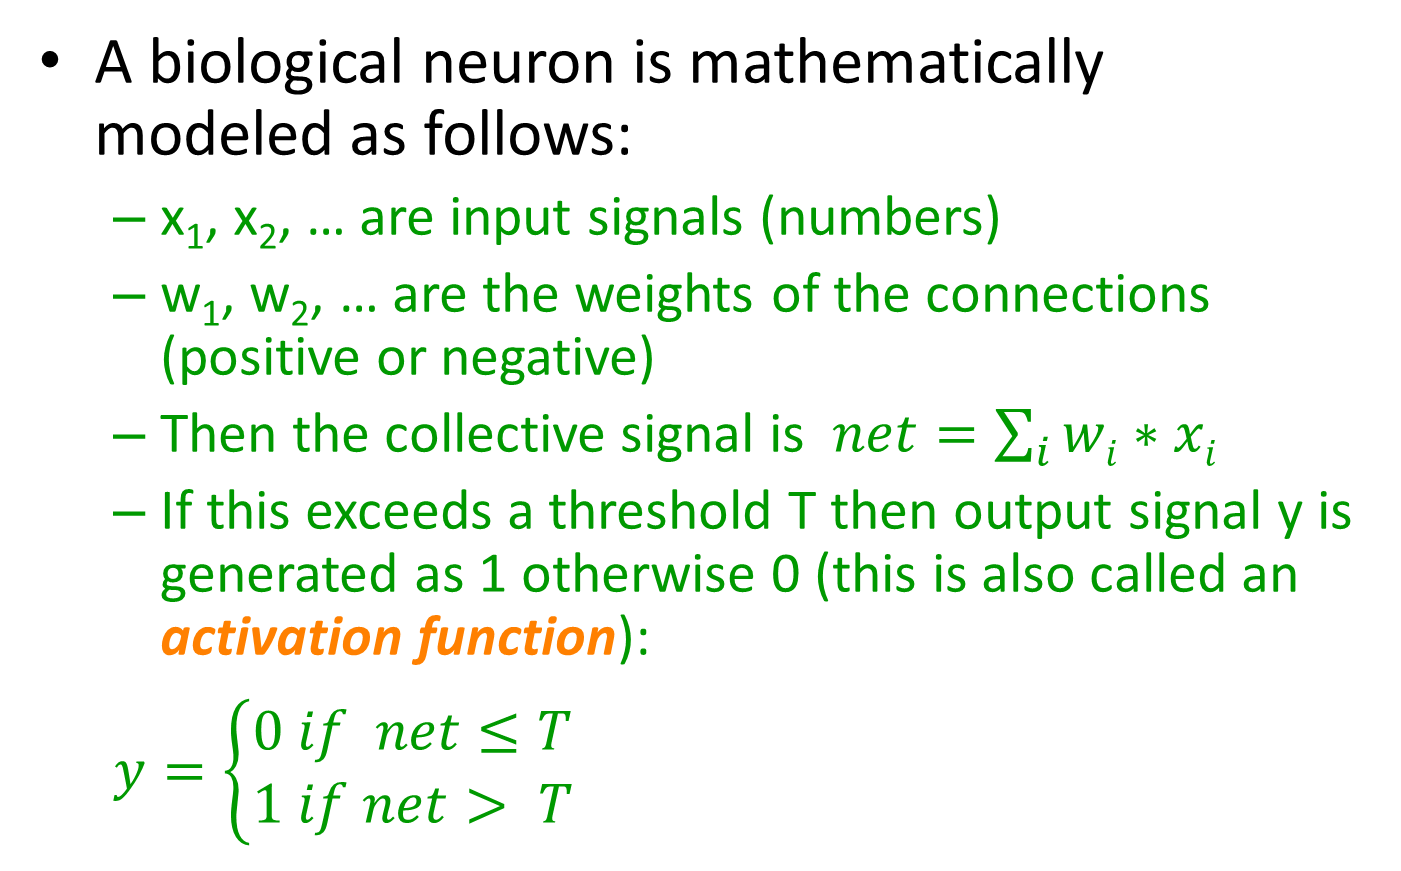 • A biological neuron is mathematically
modeled as follows:
– x₁, x₂, … are input signals (numbers)
– w₁, w₂, … are the weights of the connections
(positive or negative)
– Then the collective signal is net = ∑ᵢ wᵢ ∗ xᵢ
– If this exceeds a threshold T then output signal y is
generated as 1 otherwise 0 (this is also called an
activation function):
y = {0 if net ≤ T
1 if net > T